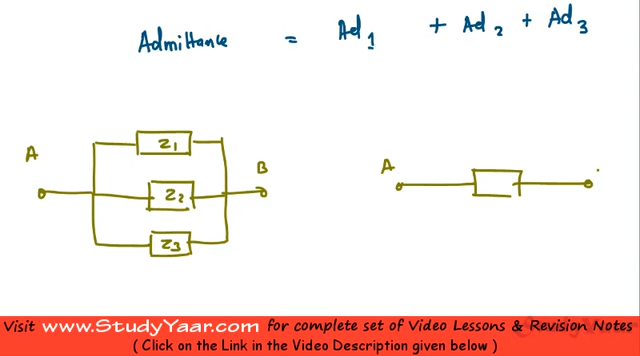 Admittance = Ad1 + Ad2 + Ad3
A
Z1
Z2
Z3
B
A
Visit www.StudyYaar.com for complete set of Video Lessons & Revision Notes
( Click on the Link in the Video Description given below )